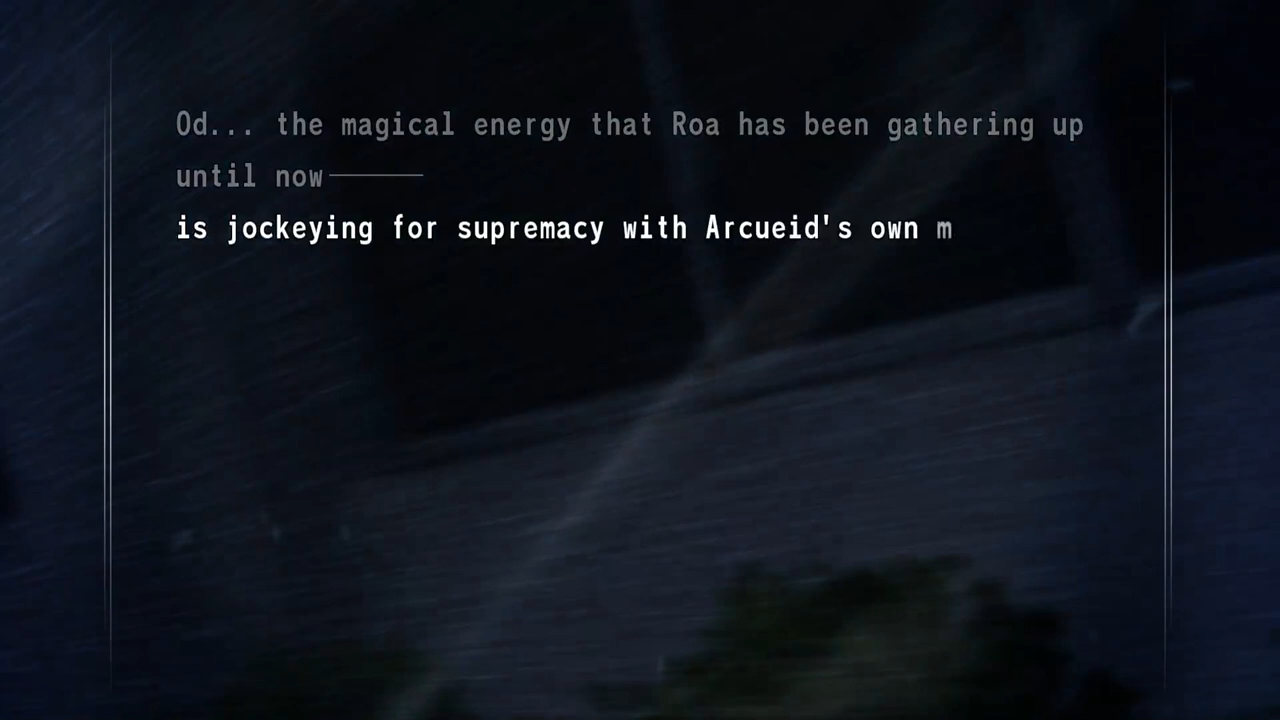 Od... the magical energy that Roa has been gathering up
until now———
is jockeying for supremacy with Arcueid's own m